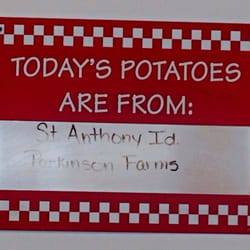 TODAY'S POTATOES
ARE FROM:
St Anthony Id.
Parkinson Farms